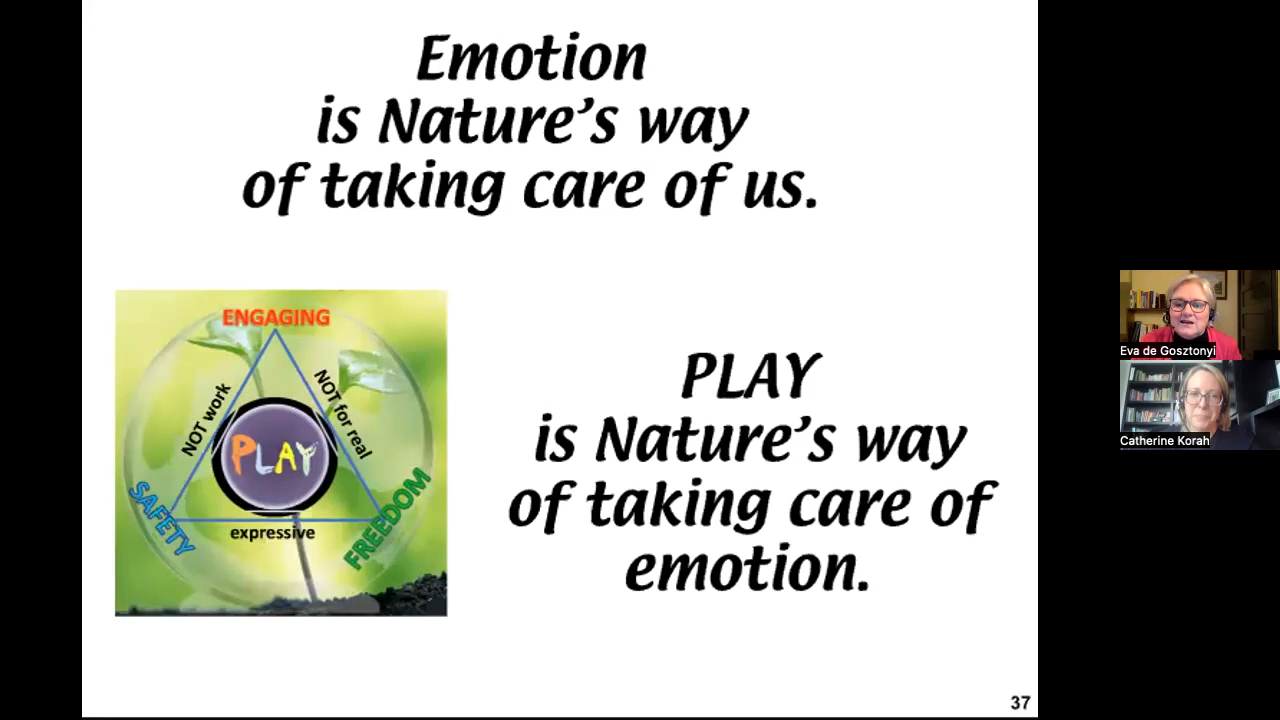 Emotion
is Nature’s way
of taking care of us.
ENGAGING
NOT work
NOT for real
PLAY
SAFETY
FREEDOM
expressive
PLAY
is Nature’s way
of taking care of
emotion.
37
Eva de Gosztonyi
Catherine Korah